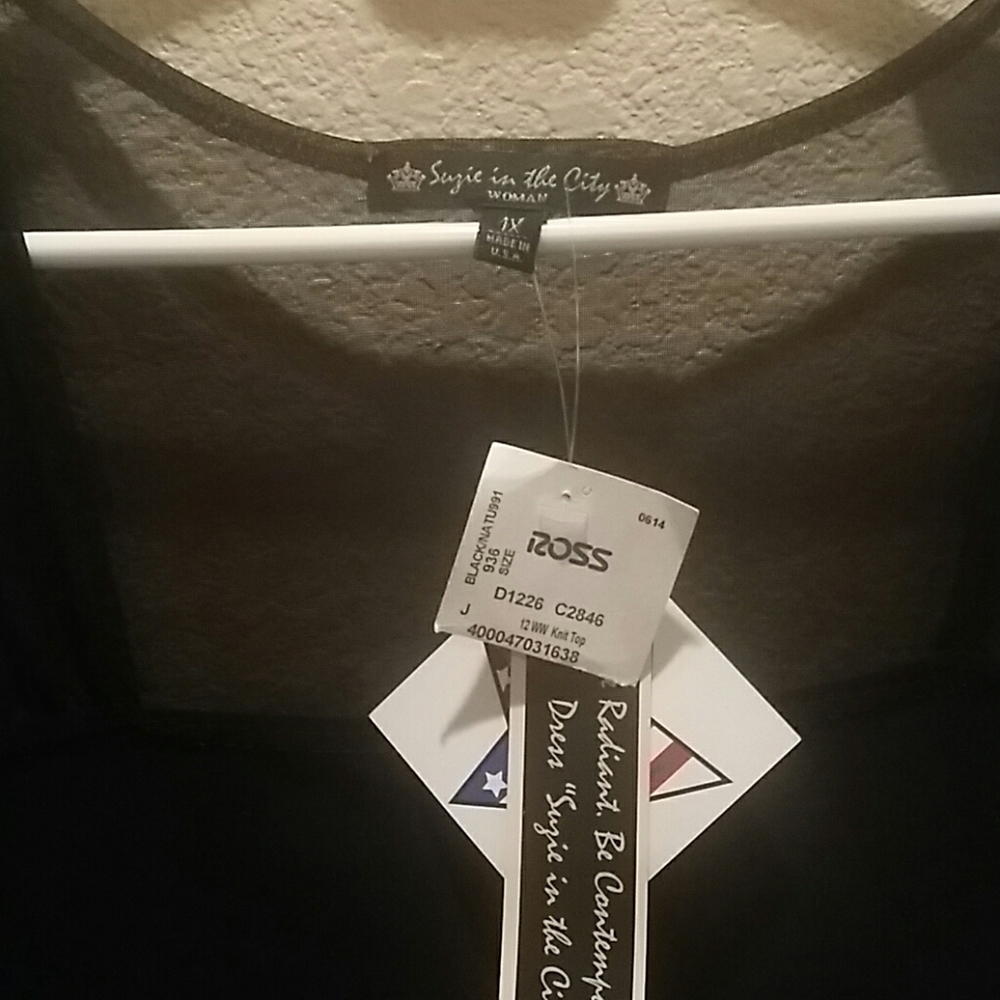 Suzie in the City
WOMAN
1X
MADE IN
U.S.A
0614
BLACK/NATU991
936
SIZE
ROSS
D1226 C2846
J
12 WW Knit Top
400047031638
Radiant. Be Contempo
Dress "Suzie in the Ci